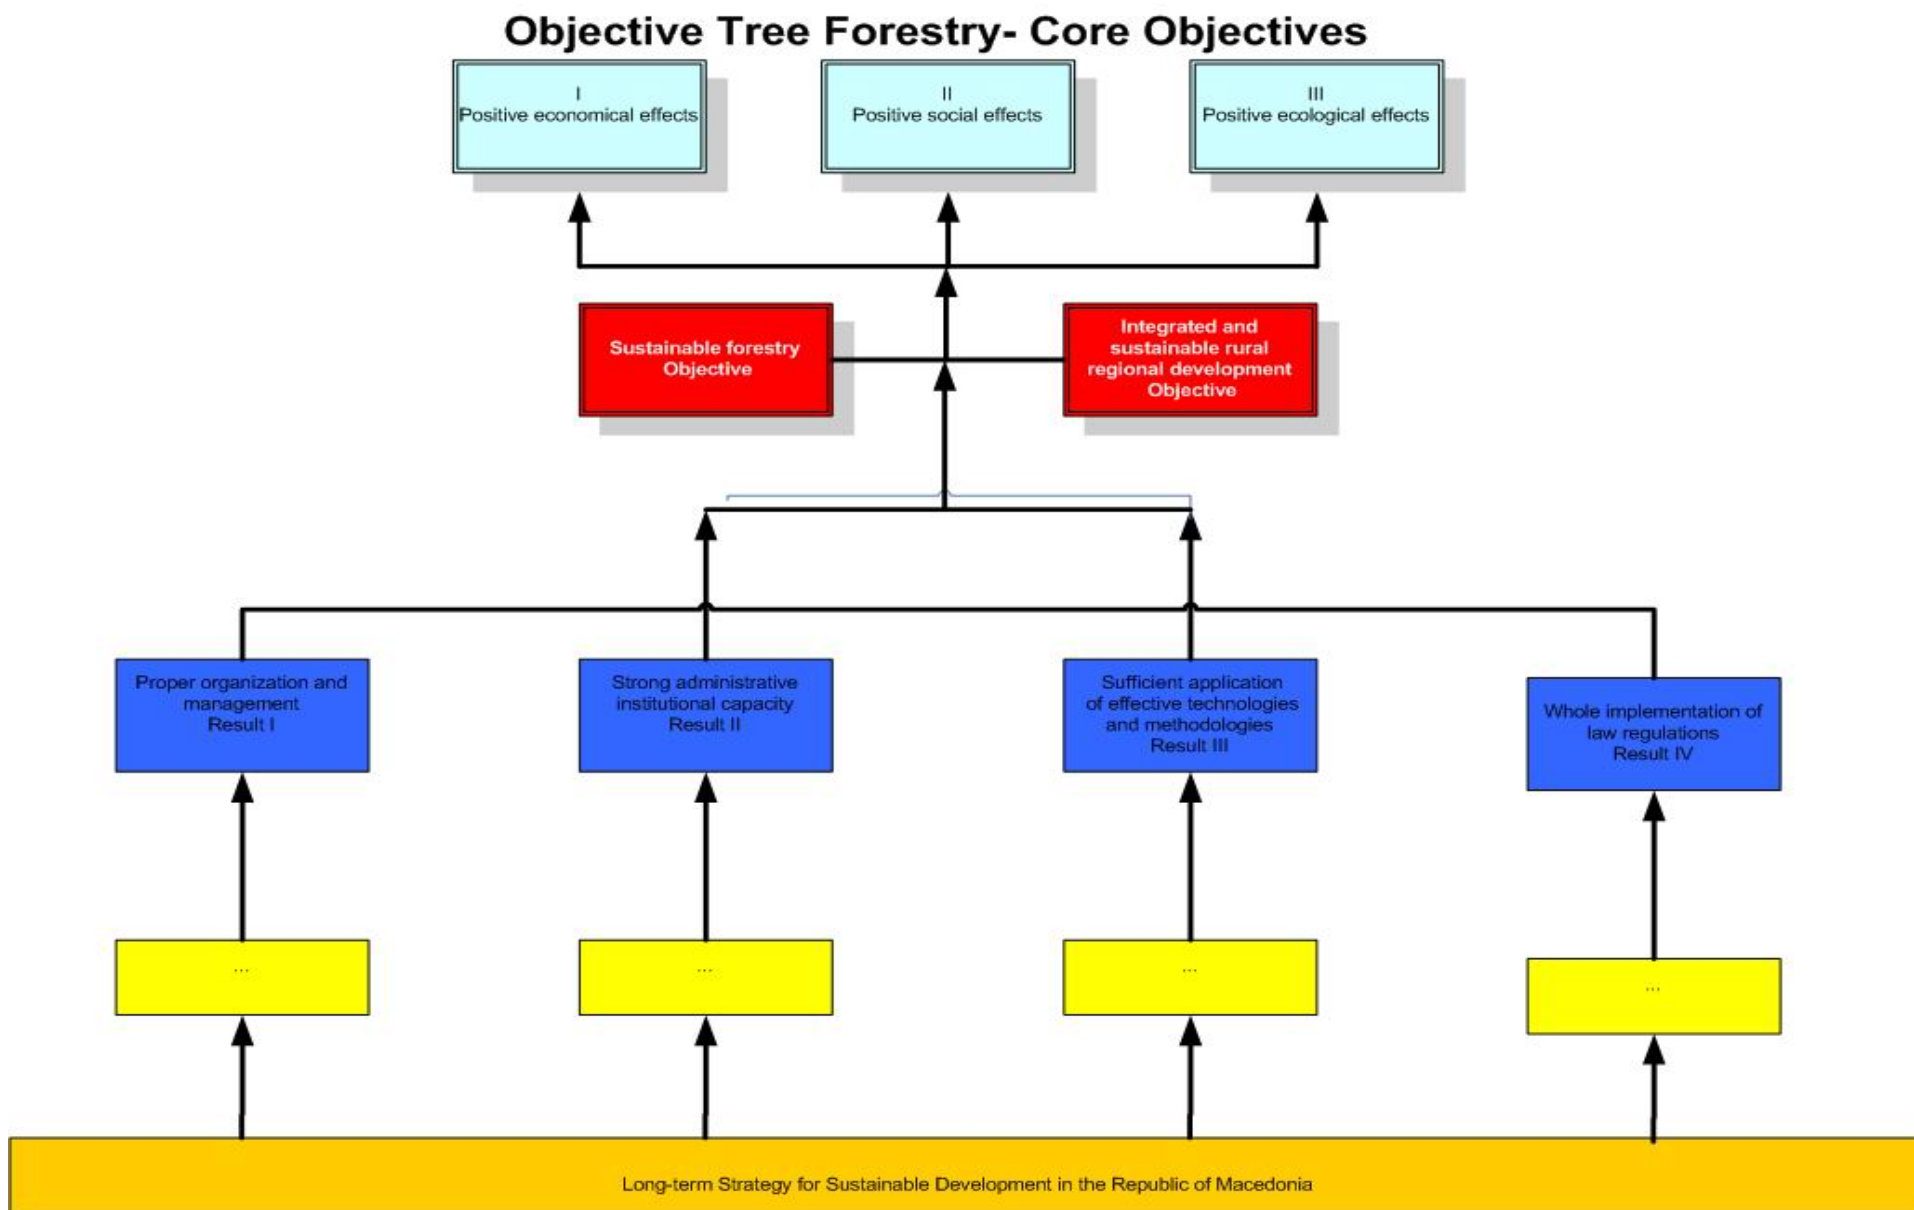 Objective Tree Forestry- Core Objectives
I
Positive economical effects
II
Positive social effects
III
Positive ecological effects
Sustainable forestry
Objective
Integrated and
sustainable rural
regional development
Objective
Proper organization and
management
Result I
Strong administrative
institutional capacity
Result II
Sufficient application
of effective technologies
and methodologies
Result III
Whole implementation of
law regulations
Result IV
...
...
...
...
Long-term Strategy for Sustainable Development in the Republic of Macedonia